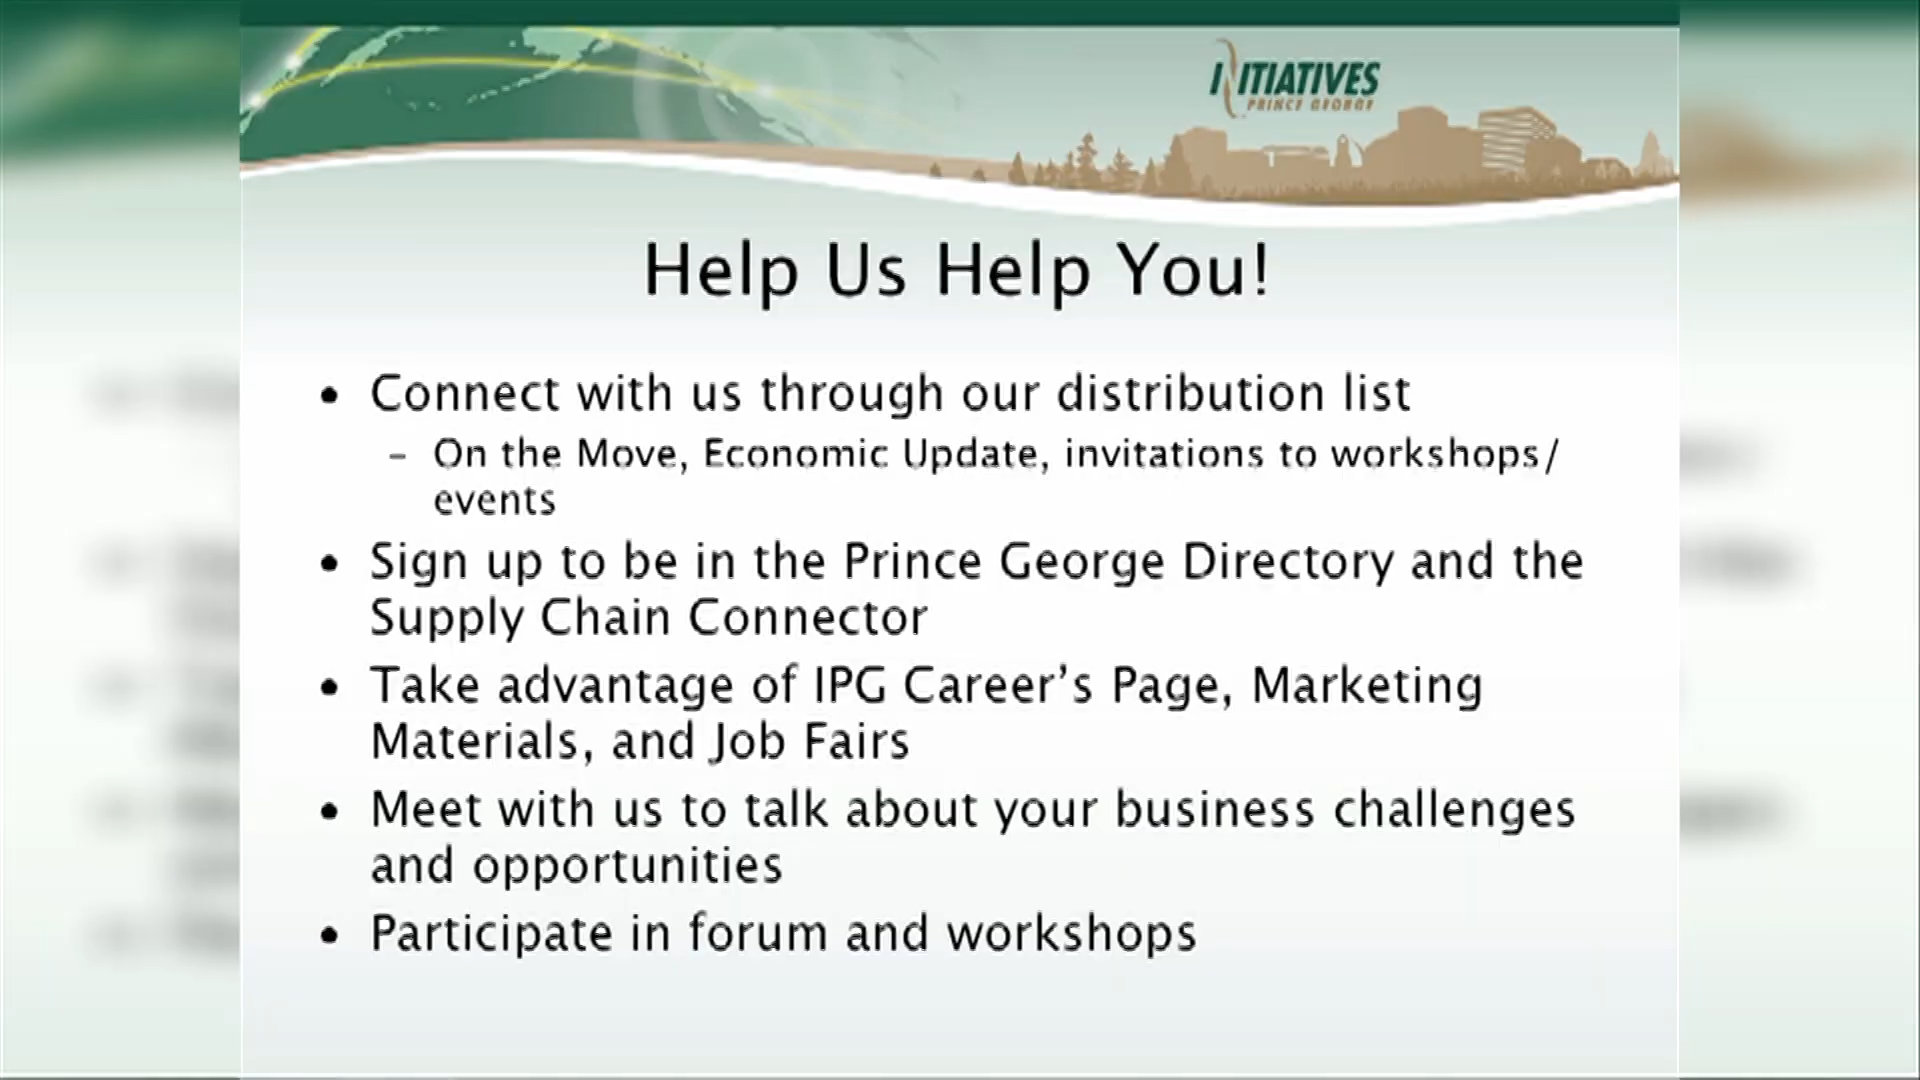 INITIATIVES
PRINCE GEORGE
Help Us Help You!
• Connect with us through our distribution list
– On the Move, Economic Update, invitations to workshops/
events
• Sign up to be in the Prince George Directory and the
Supply Chain Connector
• Take advantage of IPG Career’s Page, Marketing
Materials, and Job Fairs
• Meet with us to talk about your business challenges
and opportunities
• Participate in forum and workshops